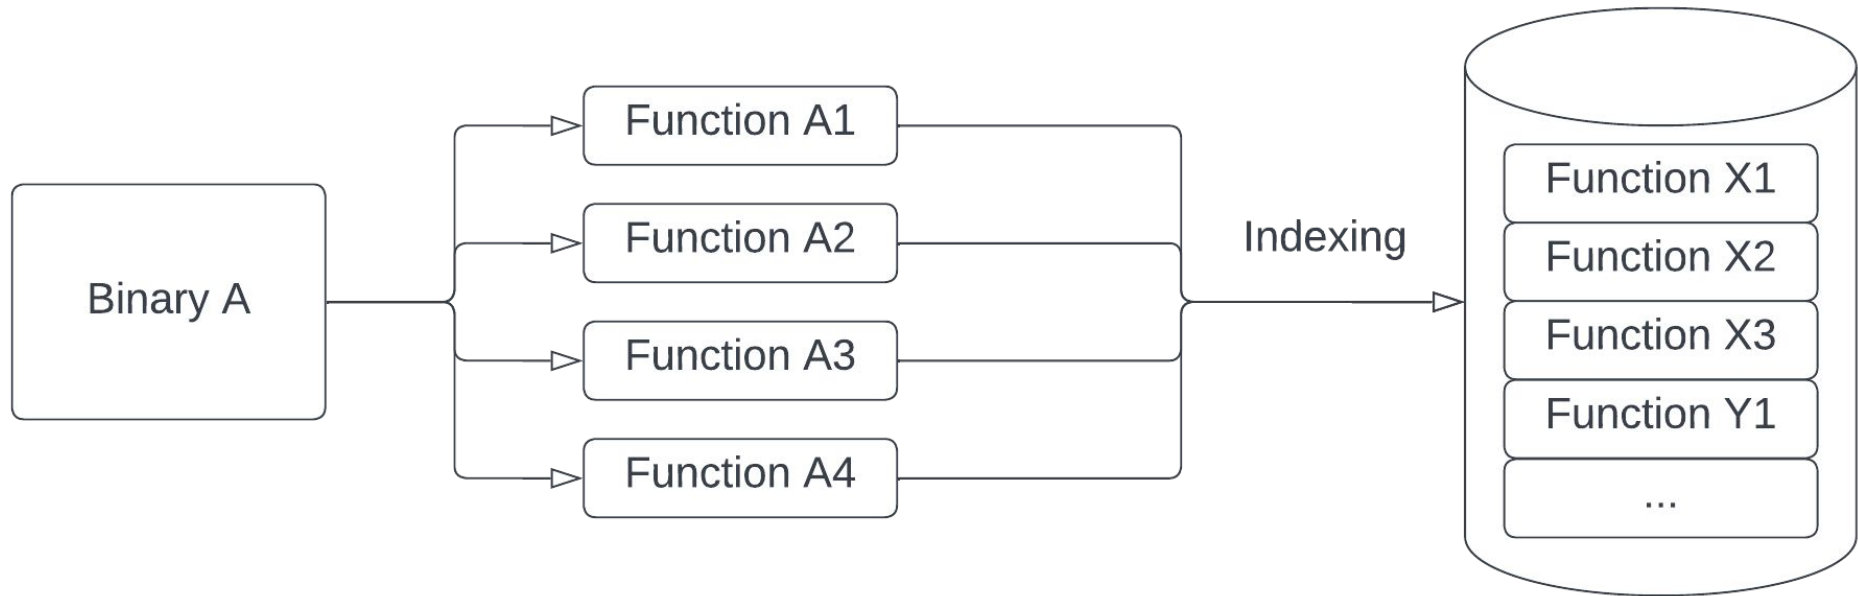 Binary A
Function A1
Function A2
Function A3
Function A4
Indexing
Function X1
Function X2
Function X3
Function Y1
...